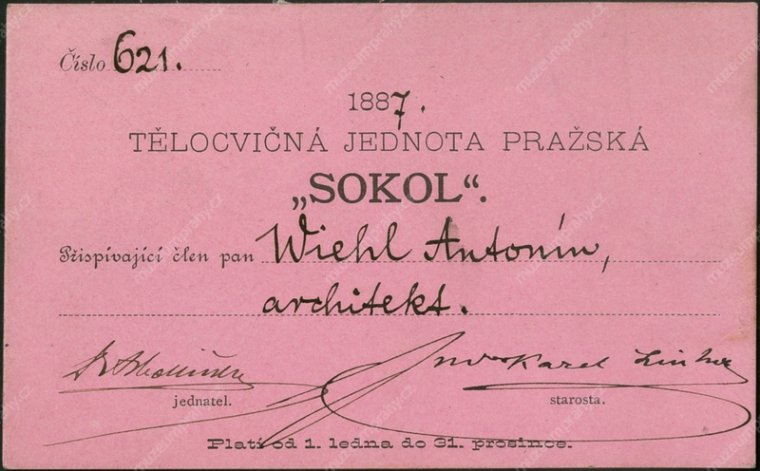 Číslo 621.
1887.
TĚLOCVIČNÁ JEDNOTA PRAŽSKÁ
„SOKOL“.
Přispívající člen pan Wiehl Antonín,
architekt.
Karel
jednatel. starosta.
Platí od 1. ledna do 31. prosince.